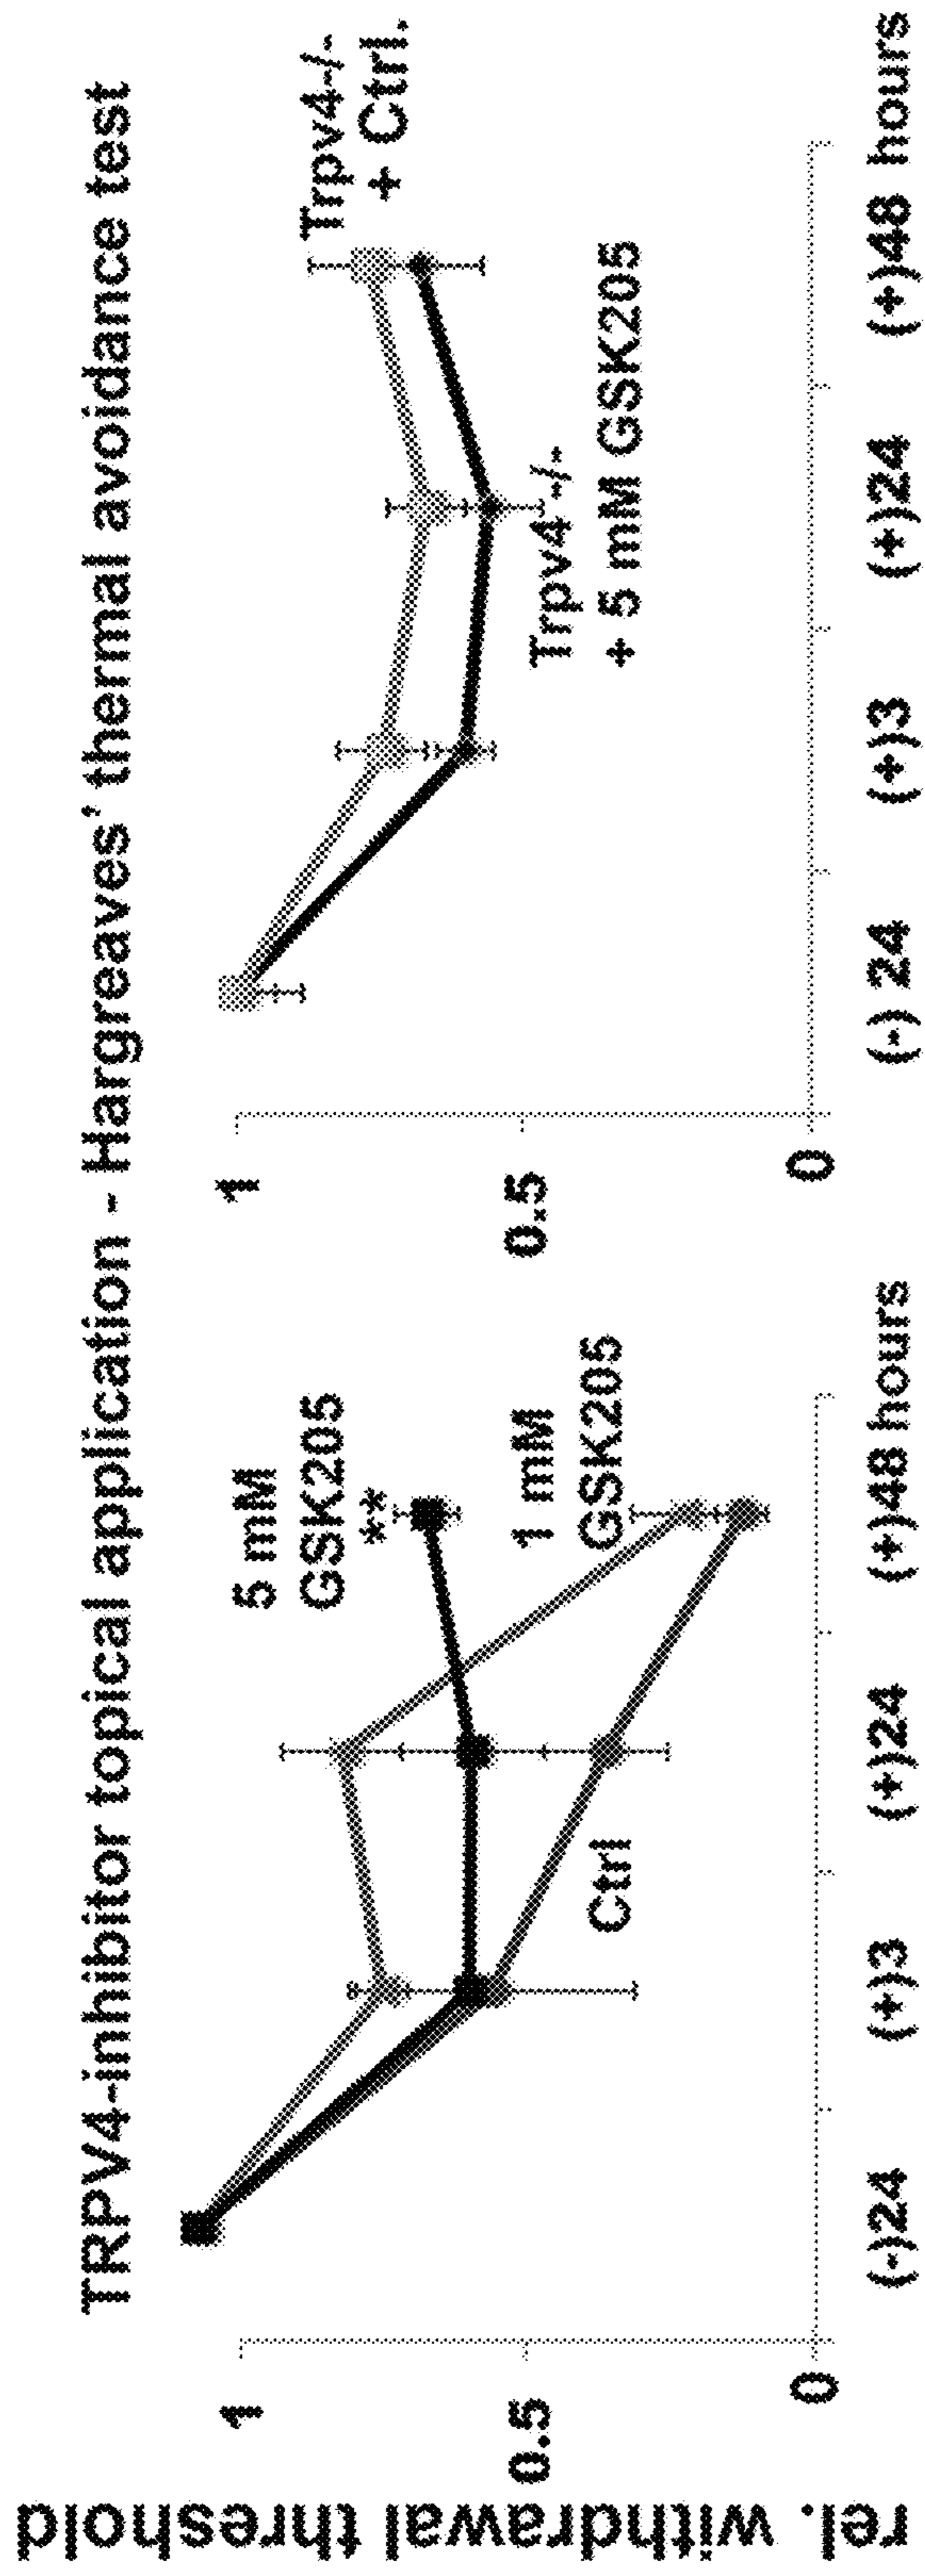 TRPV4-inhibitor topical application - Hargreaves' thermal avoidance test
rel. withdrawal threshold
1
0.5
0
5 mM
GSK205
**
1 mM
GSK205
Ctrl
(-)24 (+)3 (+)24 (+)48 hours
1
0.5
0
Trpv4-/-
+ Ctrl.
Trpv4 -/-
+ 5 mM GSK205
(-) 24 (+)3 (+)24 (+)48 hours